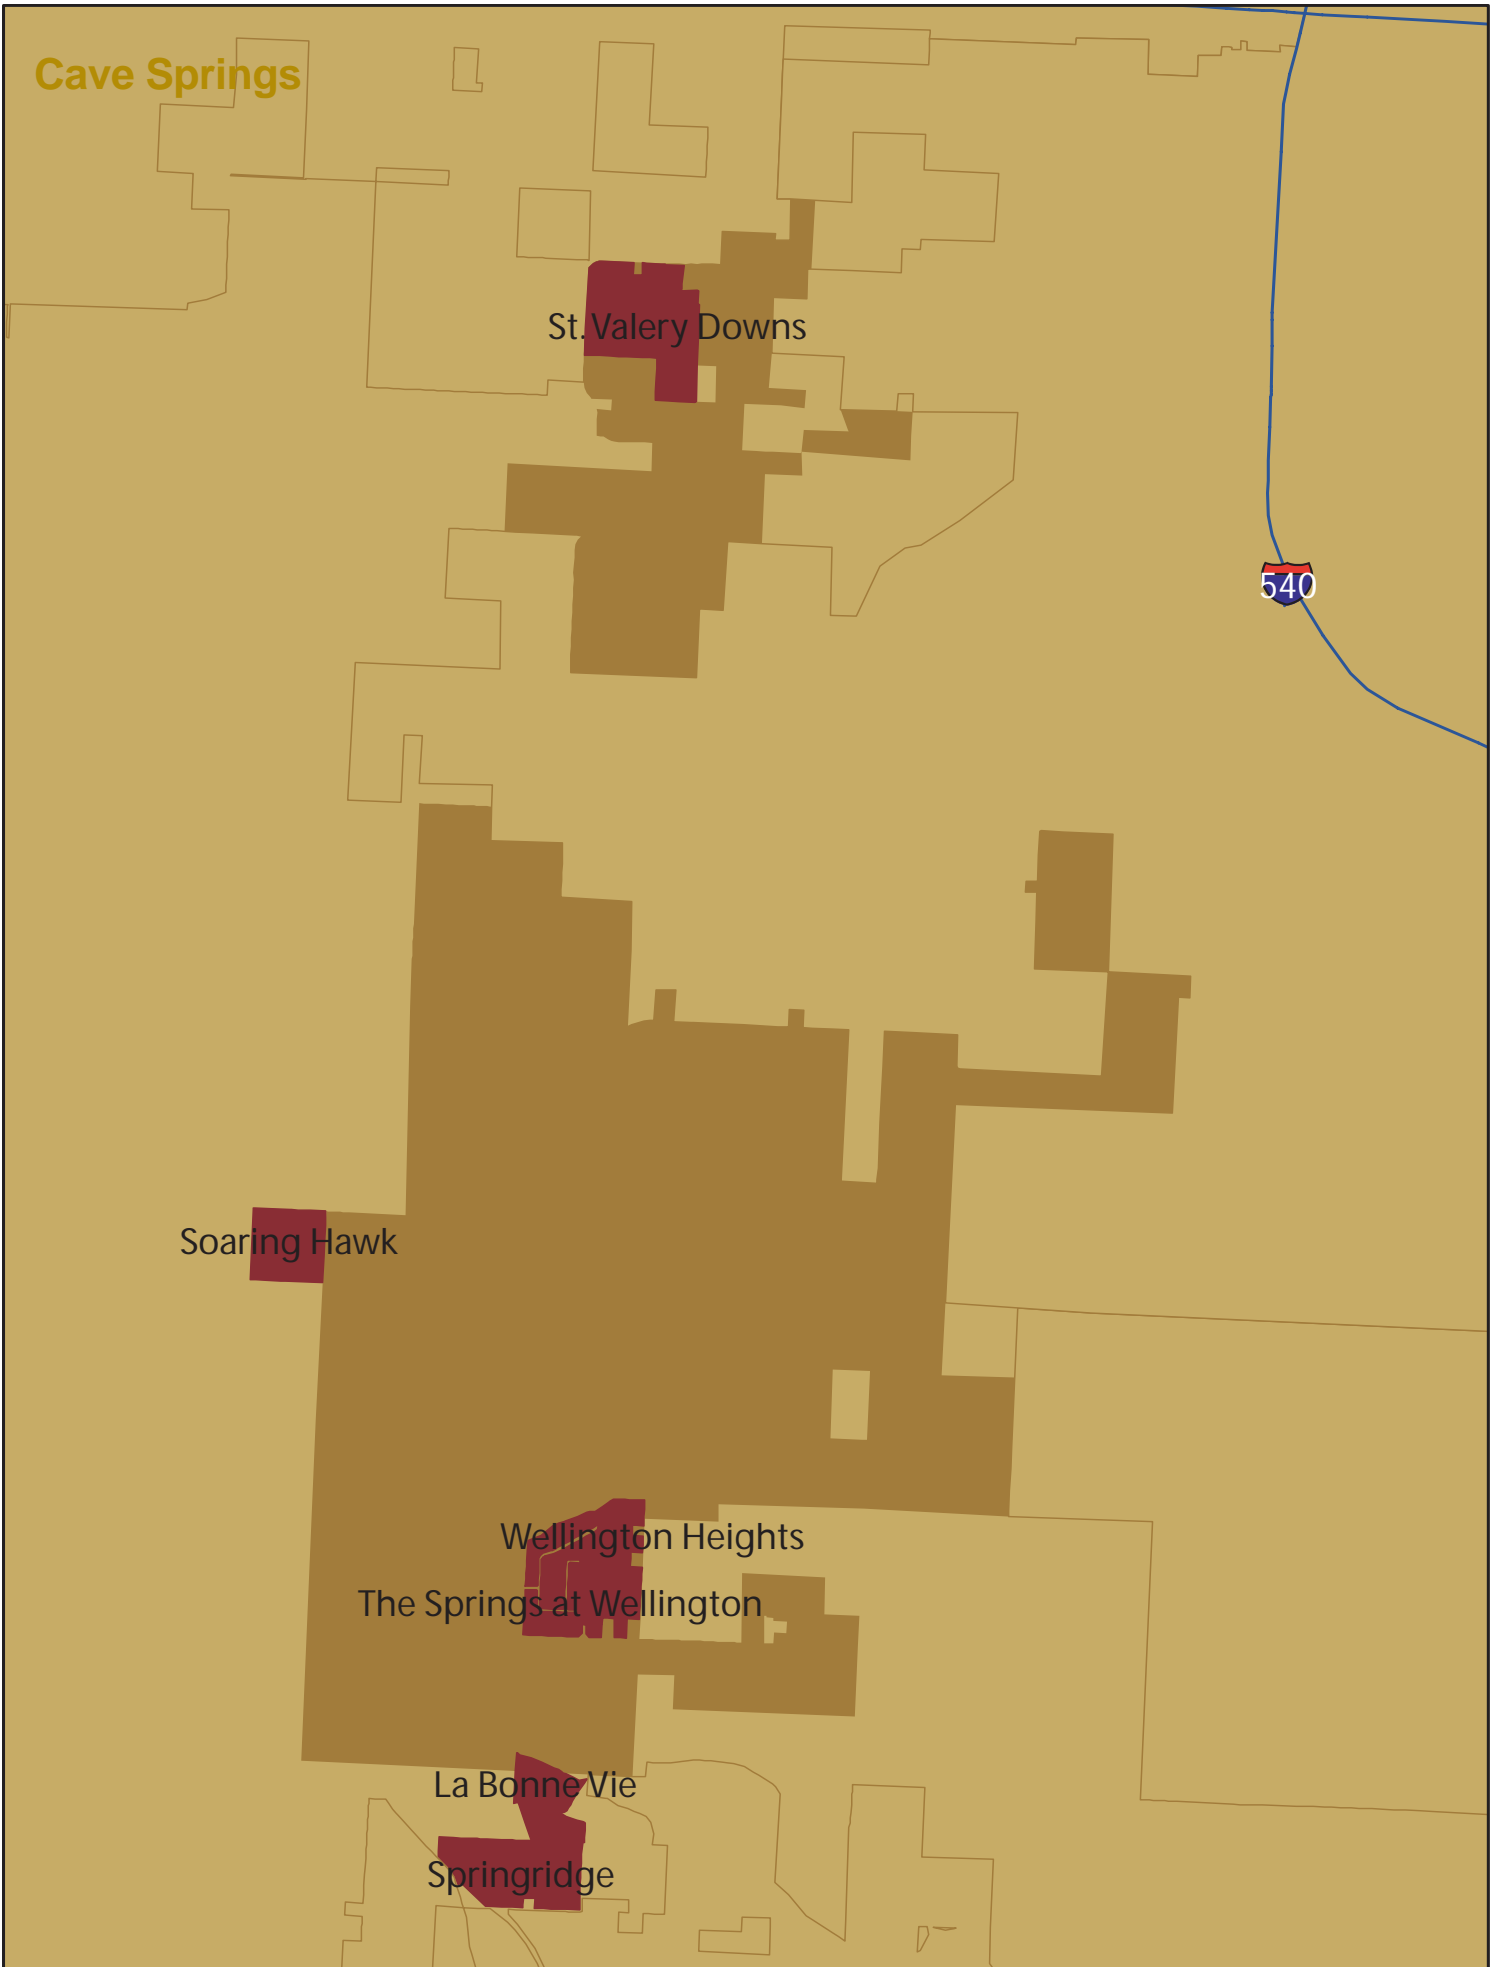 Cave Springs
St. Valery Downs
540
Soaring Hawk
Wellington Heights
The Springs at Wellington
La Bonne Vie
Springridge